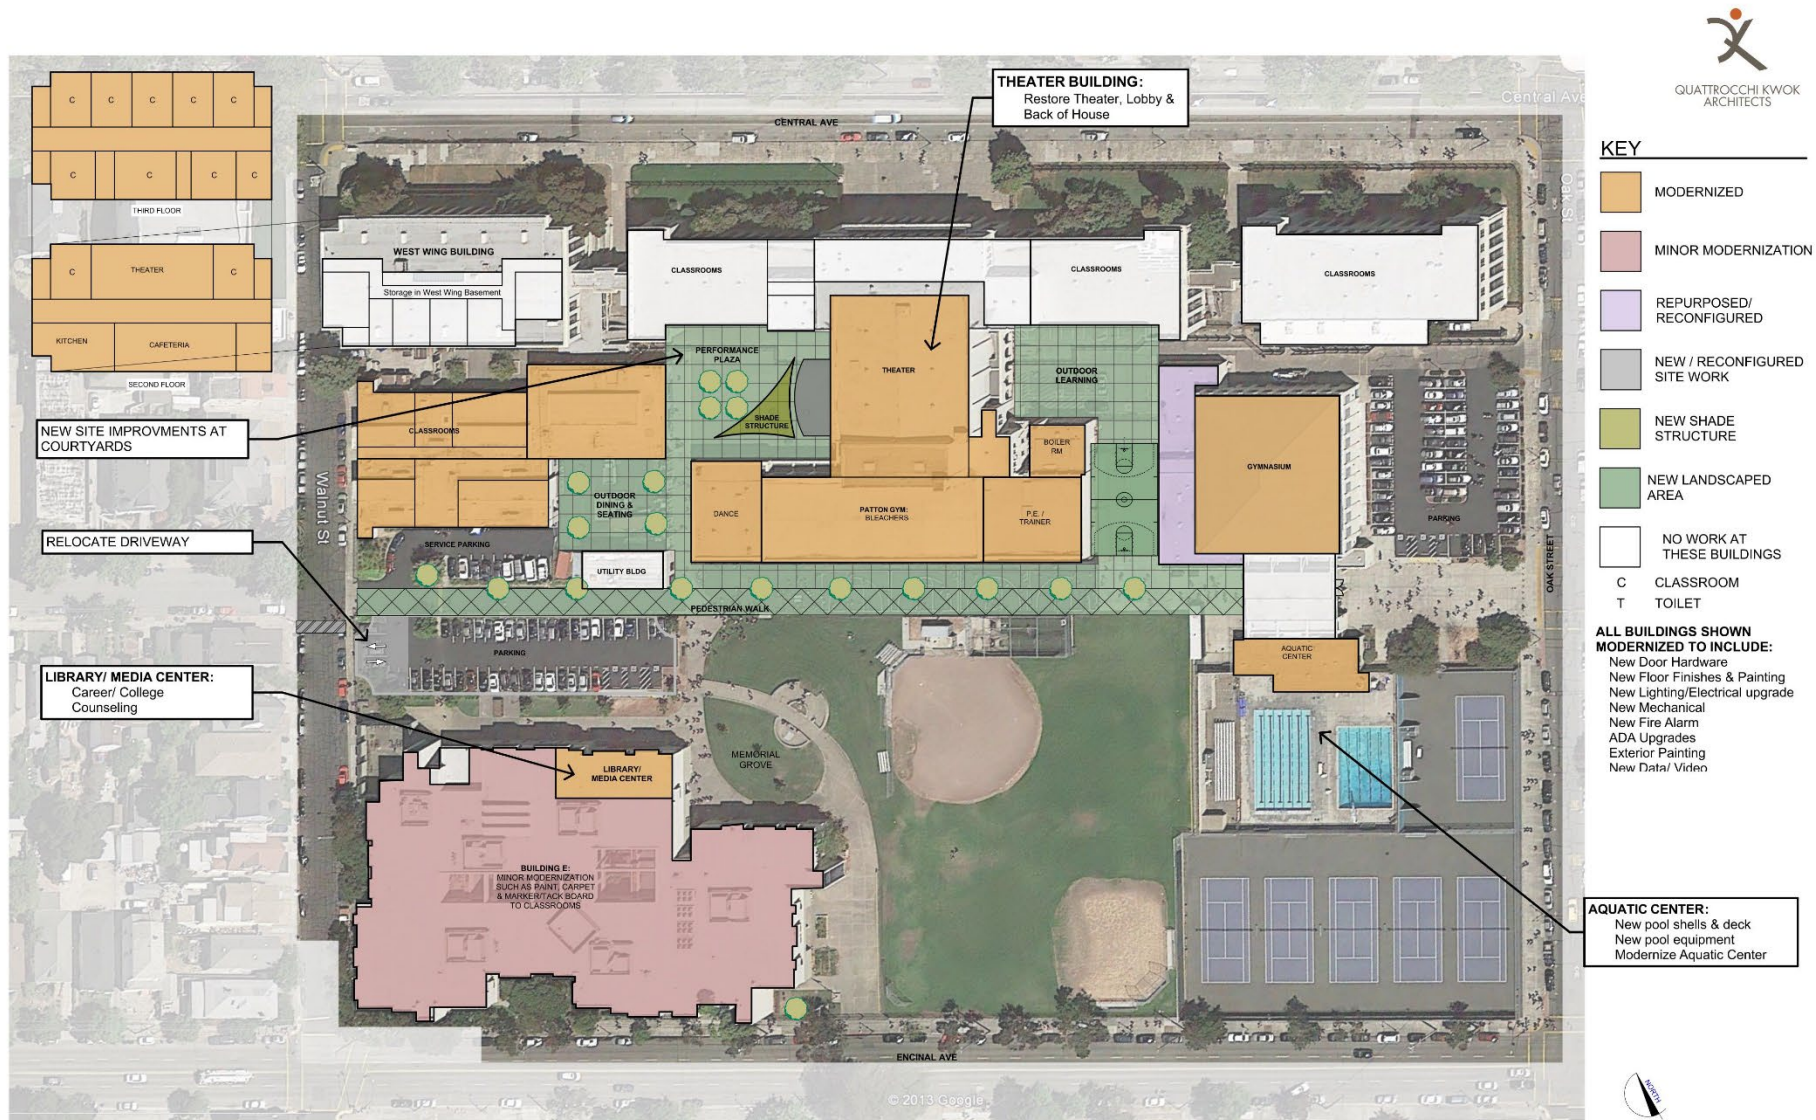 QUATTROCCHI KWOK
ARCHITECTS
KEY
MODERNIZED
MINOR MODERNIZATION
REPURPOSED/
RECONFIGURED
NEW / RECONFIGURED
SITE WORK
NEW SHADE
STRUCTURE
NEW LANDSCAPED
AREA
NO WORK AT
THESE BUILDINGS
C CLASSROOM
T TOILET
ALL BUILDINGS SHOWN
MODERNIZED TO INCLUDE:
New Door Hardware
New Floor Finishes & Painting
New Lighting/Electrical upgrade
New Mechanical
New Fire Alarm
ADA Upgrades
Exterior Painting
New Data/ Video
C C C C C
C C C C
THIRD FLOOR
C THEATER C
KITCHEN CAFETERIA
SECOND FLOOR
THEATER BUILDING:
Restore Theater, Lobby &
Back of House
Central Ave
CENTRAL AVE
Oak St
WEST WING BUILDING
Storage in West Wing Basement
CLASSROOMS
CLASSROOMS
CLASSROOMS
PERFORMANCE
PLAZA
SHADE
STRUCTURE
THEATER
OUTDOOR
LEARNING
NEW SITE IMPROVMENTS AT
COURTYARDS
CLASSROOMS
BOILER
RM
GYMNASIUM
Walnut St
OUTDOOR
DINING &
SEATING
DANCE
PATTON GYM:
BLEACHERS
P.E. /
TRAINER
PARKING
OAK STREET
RELOCATE DRIVEWAY
SERVICE PARKING
UTILITY BLDG
PEDESTRIAN WALK
PARKING
AQUATIC
CENTER
LIBRARY/ MEDIA CENTER:
Career/ College
Counseling
LIBRARY/
MEDIA CENTER
MEMORIAL
GROVE
BUILDING E:
MINOR MODERNIZATION
SUCH AS PAINT, CARPET
& MARKER/TACK BOARD
TO CLASSROOMS
AQUATIC CENTER:
New pool shells & deck
New pool equipment
Modernize Aquatic Center
ENCINAL AVE
© 2013 Google
NORTH